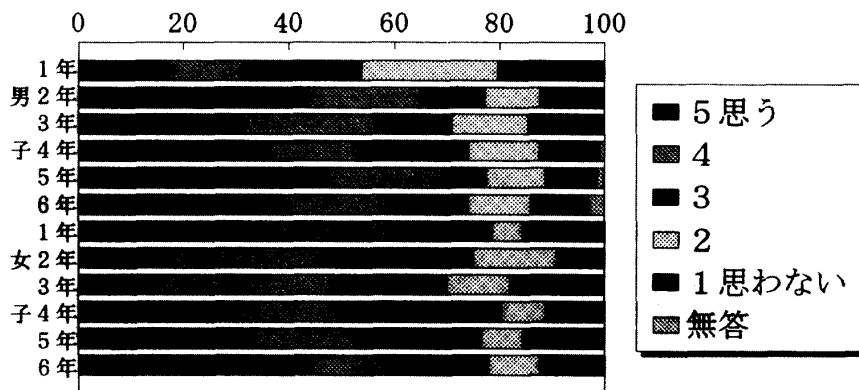 0 20 40 60 80 100
1年
男2年
3年
子4年
5年
6年
1年
女2年
3年
子4年
5年
6年
5思う
4
3
2
1思わない
無答